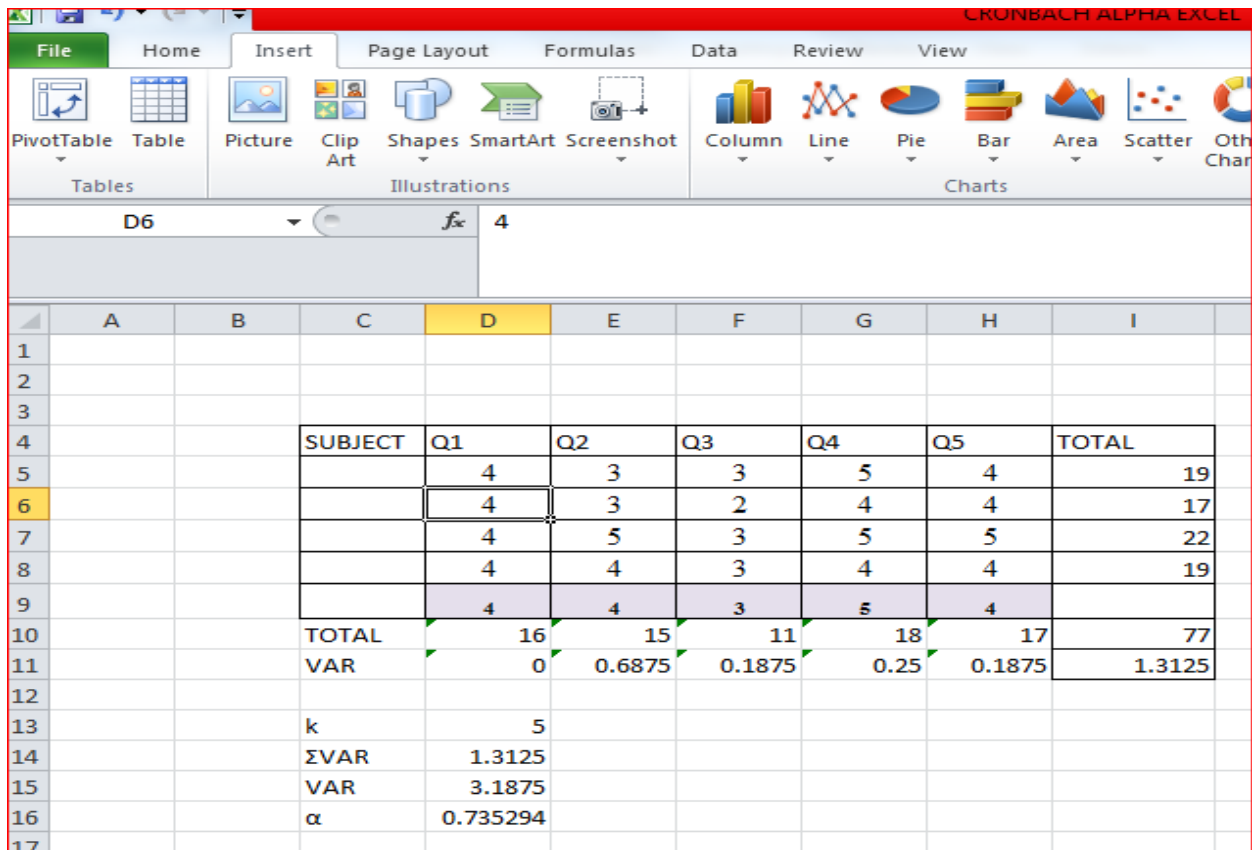 CRONBACH ALPHA EXCEL
File Home Insert Page Layout Formulas Data Review View
PivotTable Table Picture Clip Art Shapes SmartArt Screenshot Column Line Pie Bar Area Scatter Oth Char
Tables Illustrations Charts
D6 fx 4
A B C D E F G H I
1
2
3
4 SUBJECT Q1 Q2 Q3 Q4 Q5 TOTAL
5 4 3 3 5 4 19
6 4 3 2 4 4 17
7 4 5 3 5 5 22
8 4 4 3 4 4 19
9 4 4 3 5 4
10 TOTAL 16 15 11 18 17 77
11 VAR 0 0.6875 0.1875 0.25 0.1875 1.3125
12
13 k 5
14 ΣVAR 1.3125
15 VAR 3.1875
16 α 0.735294
17